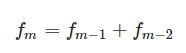 f_m = f_{m-1} + f_{m-2}